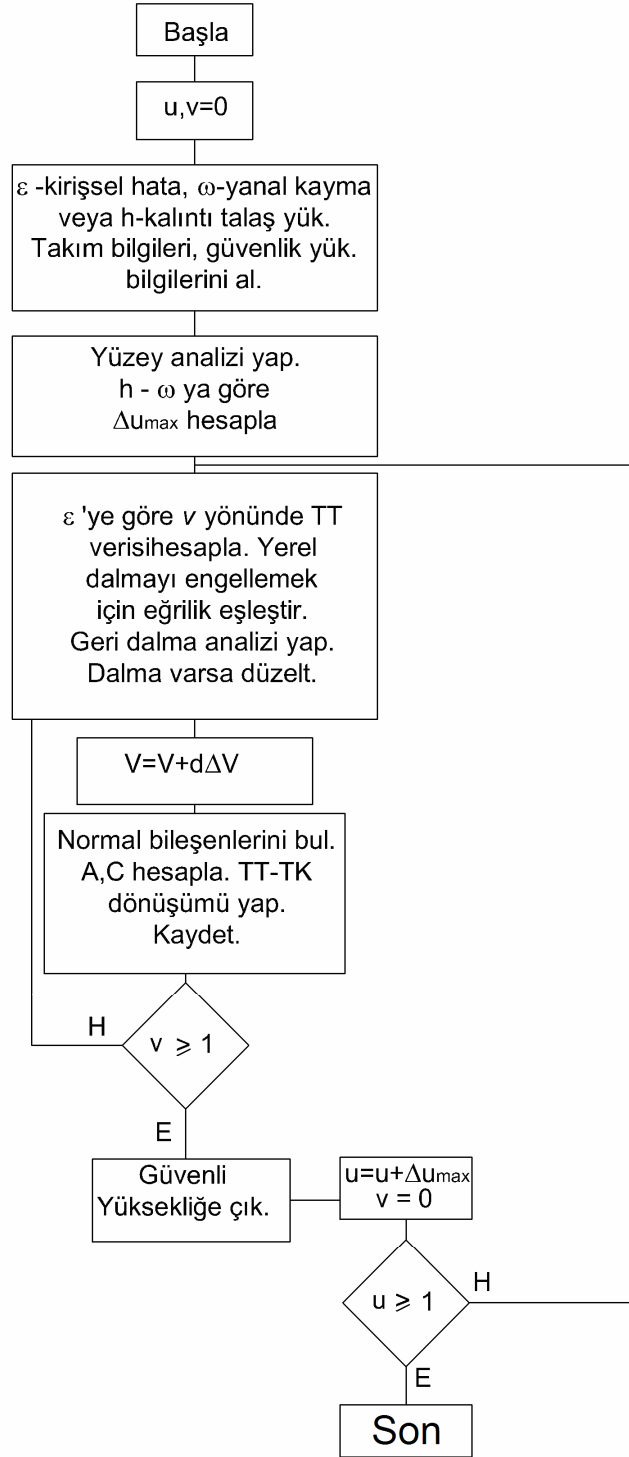 Başla
u,v=0
ε -kirişsel hata, ω-yanal kayma
veya h-kalıntı talaş yük.
Takım bilgileri, güvenlik yük.
bilgilerini al.
Yüzey analizi yap.
h - ω ya göre
Δumax hesapla
ε 'ye göre v yönünde TT
verisihesapla. Yerel
dalmayı engellemek
için eğrilik eşleştir.
Geri dalma analizi yap.
Dalma varsa düzelt.
V=V+dΔV
Normal bileşenlerini bul.
A,C hesapla. TT-TK
dönüşümü yap.
Kaydet.
H
v ⩾ 1
E
Güvenli
Yüksekliğe çık.
u=u+Δumax
v = 0
H
u ⩾ 1
E
Son